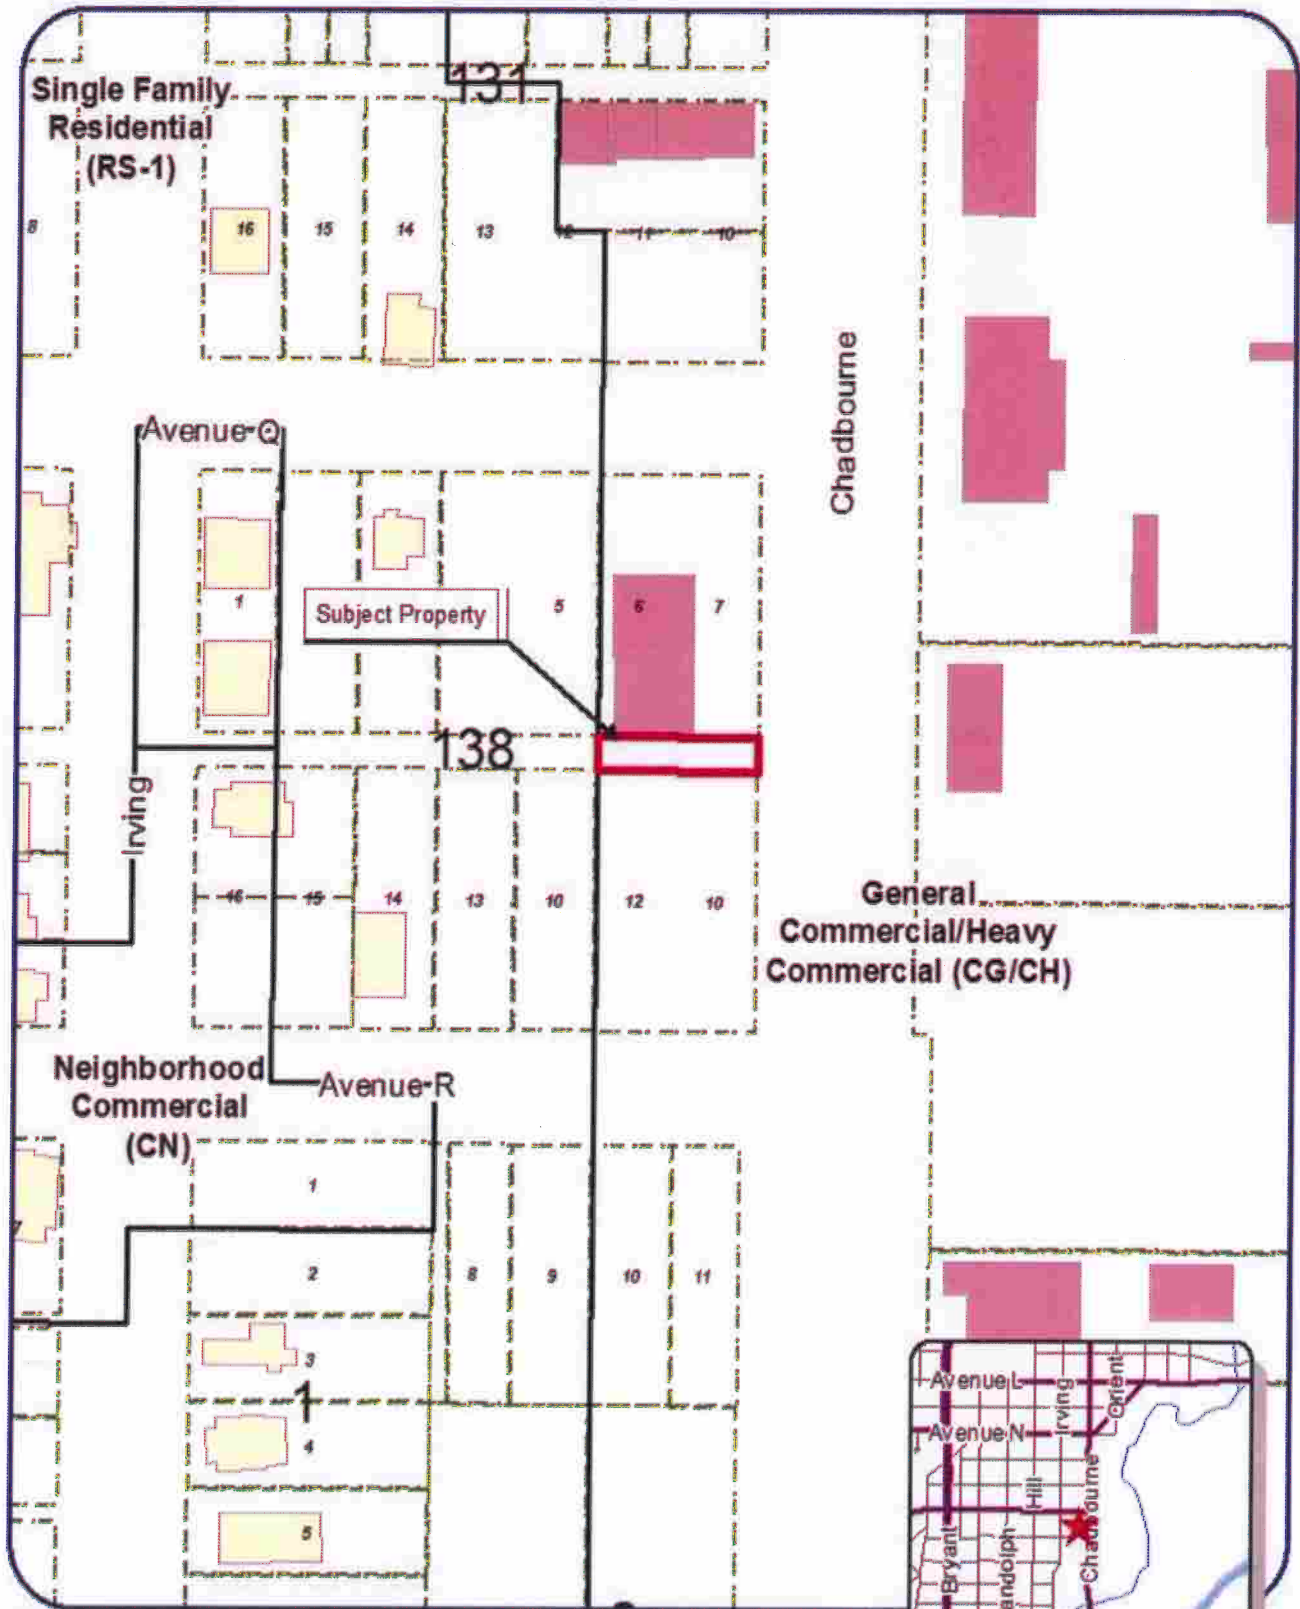 131
Single Family
Residential
(RS-1)
8
16
15
14
13
12
11
10
Chadbourne
Avenue Q
1
Subject Property
5
6
7
138
Irving
16
15
14
13
10
12
10
General
Commercial/Heavy
Commercial (CG/CH)
Neighborhood
Commercial
(CN)
Avenue R
1
2
8
9
10
11
3
1
4
5
Avenue L
Irving
Orient
Avenue N
Hill
Chadbourne
Bryant
andolph